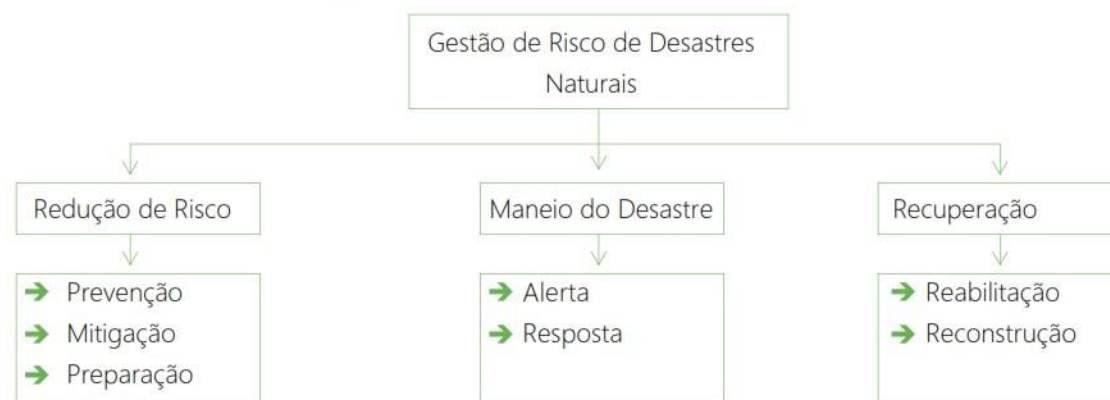 Gestão de Risco de Desastres
Naturais
Redução de Risco
Maneio do Desastre
Recuperação
Prevenção
Mitigação
Preparação
Alerta
Resposta
Reabilitação
Reconstrução